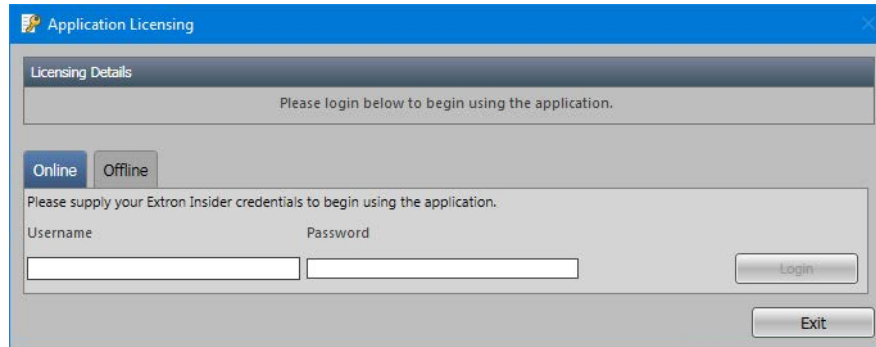 Application Licensing
Licensing Details
Please login below to begin using the application.
Online Offline
Please supply your Extron Insider credentials to begin using the application.
Username Password
Login
Exit